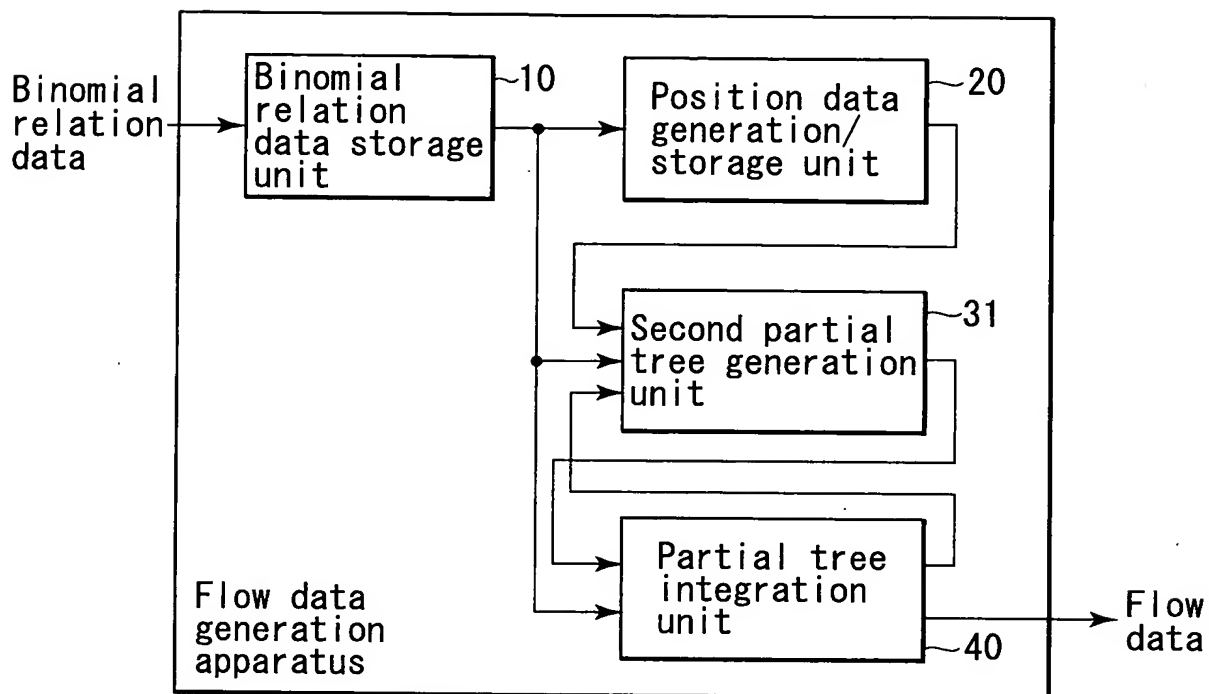 Binomial
relation
data
Binomial
relation
data storage
unit
10
Position data
generation/
storage unit
20
Second partial
tree generation
unit
31
Partial tree
integration
unit
40
Flow data
generation
apparatus
Flow
data